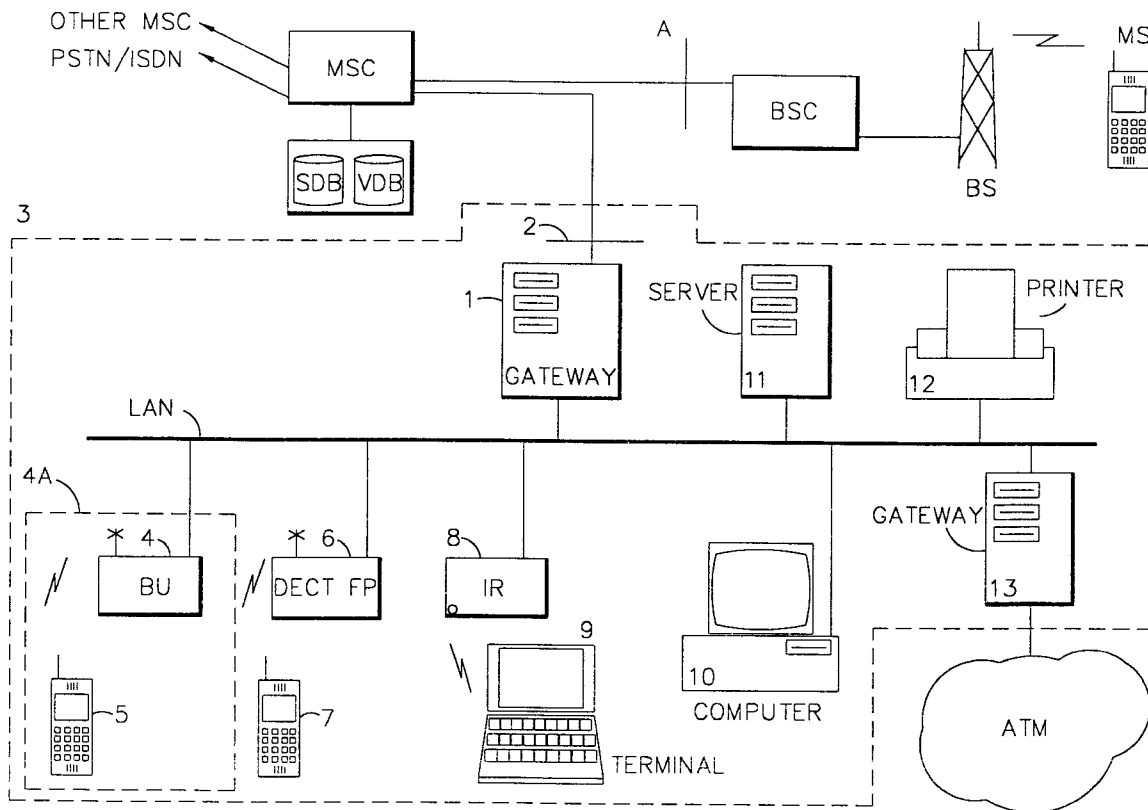 OTHER MSC
PSTN/ISDN
MSC
A
BSC
MS
SDB VDB
BS
3
2
1
SERVER
PRINTER
GATEWAY
11
12
LAN
4A
GATEWAY
4
6
8
BU
DECT FP
IR
13
9
10
5
7
COMPUTER
ATM
TERMINAL